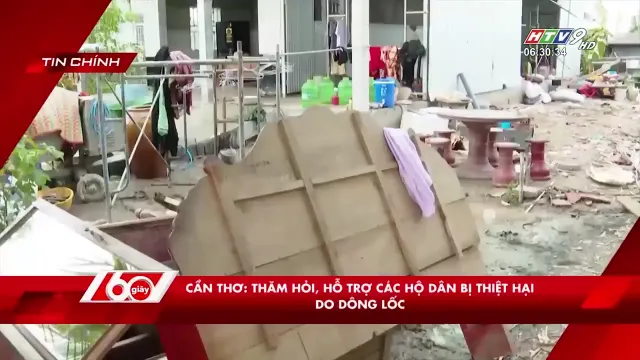 TIN CHÍNH
HTV9 HD
06:30:34
60 giây
CẦN THƠ: THĂM HỎI, HỖ TRỢ CÁC HỘ DÂN BỊ THIỆT HẠI
DO DÔNG LỐC